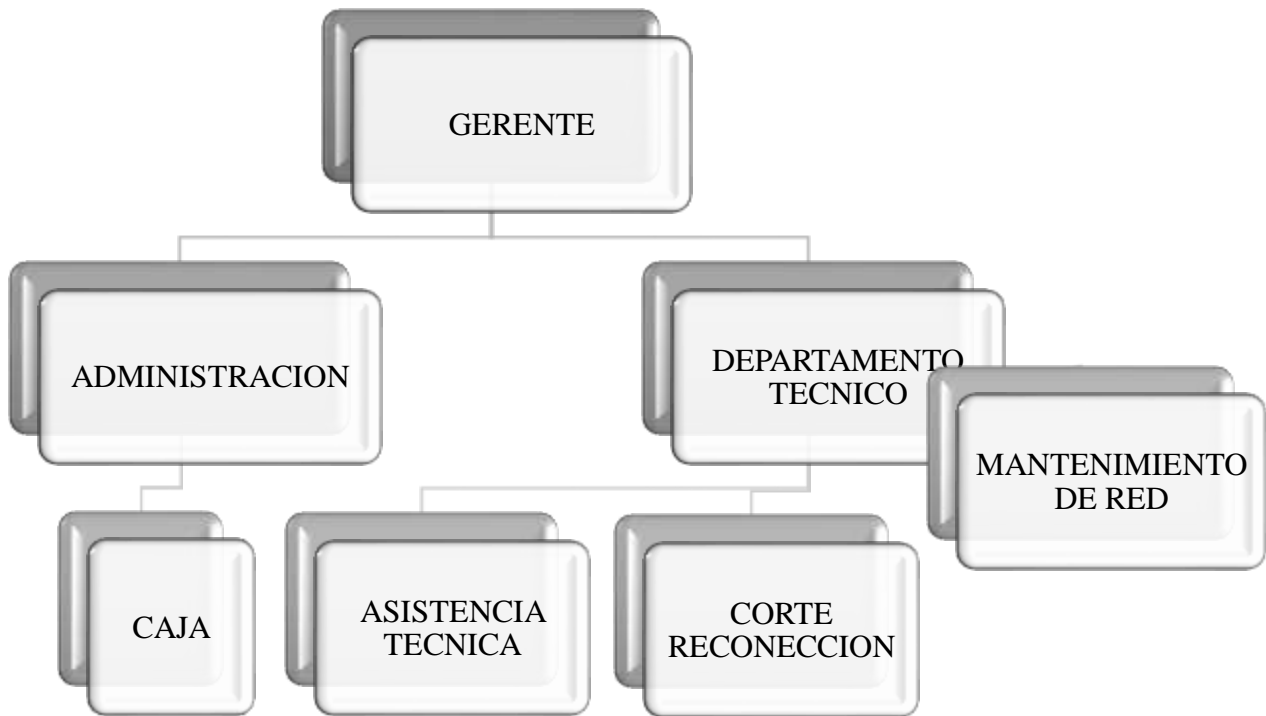 GERENTE
ADMINISTRACION
DEPARTAMENTO
TECNICO
MANTENIMIENTO
DE RED
CAJA
ASISTENCIA
TECNICA
CORTE
RECONECCION